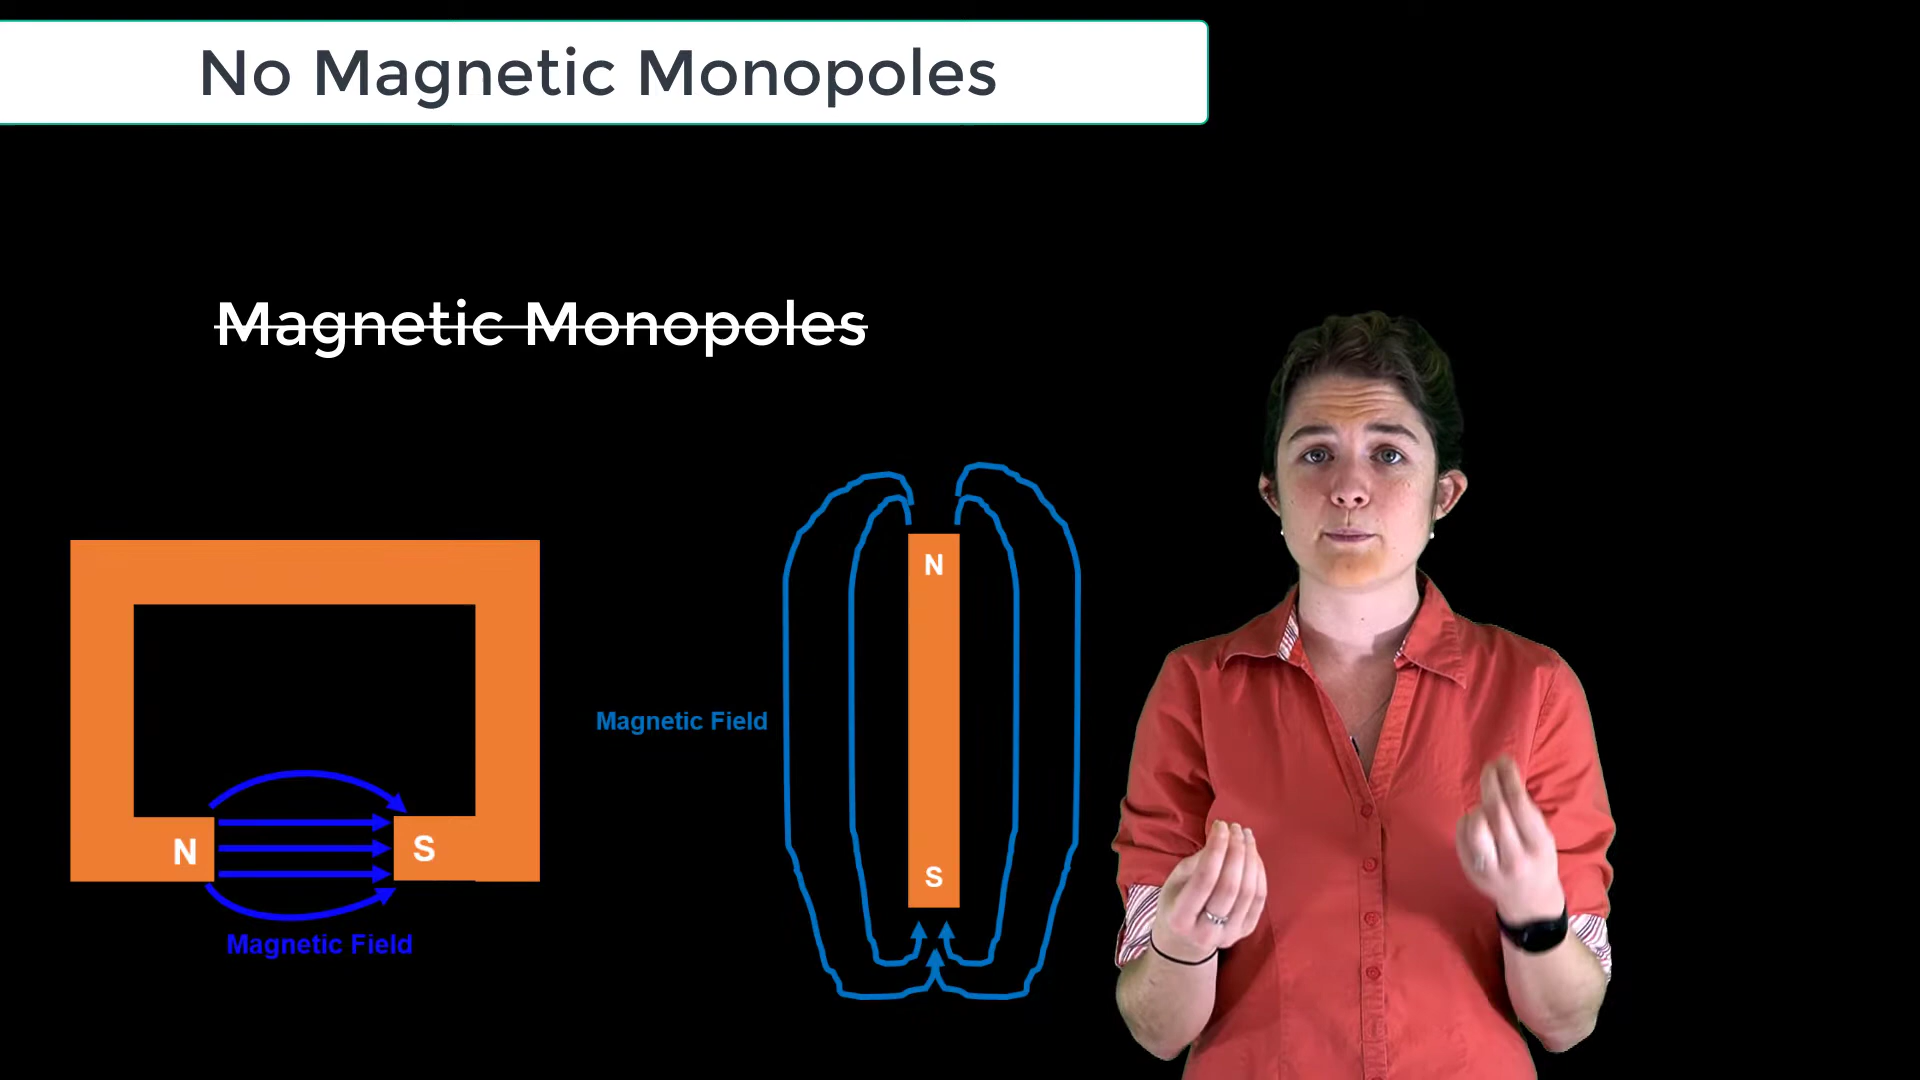 No Magnetic Monopoles
Magnetic Monopoles
N
S
Magnetic Field
Magnetic Field
N
S